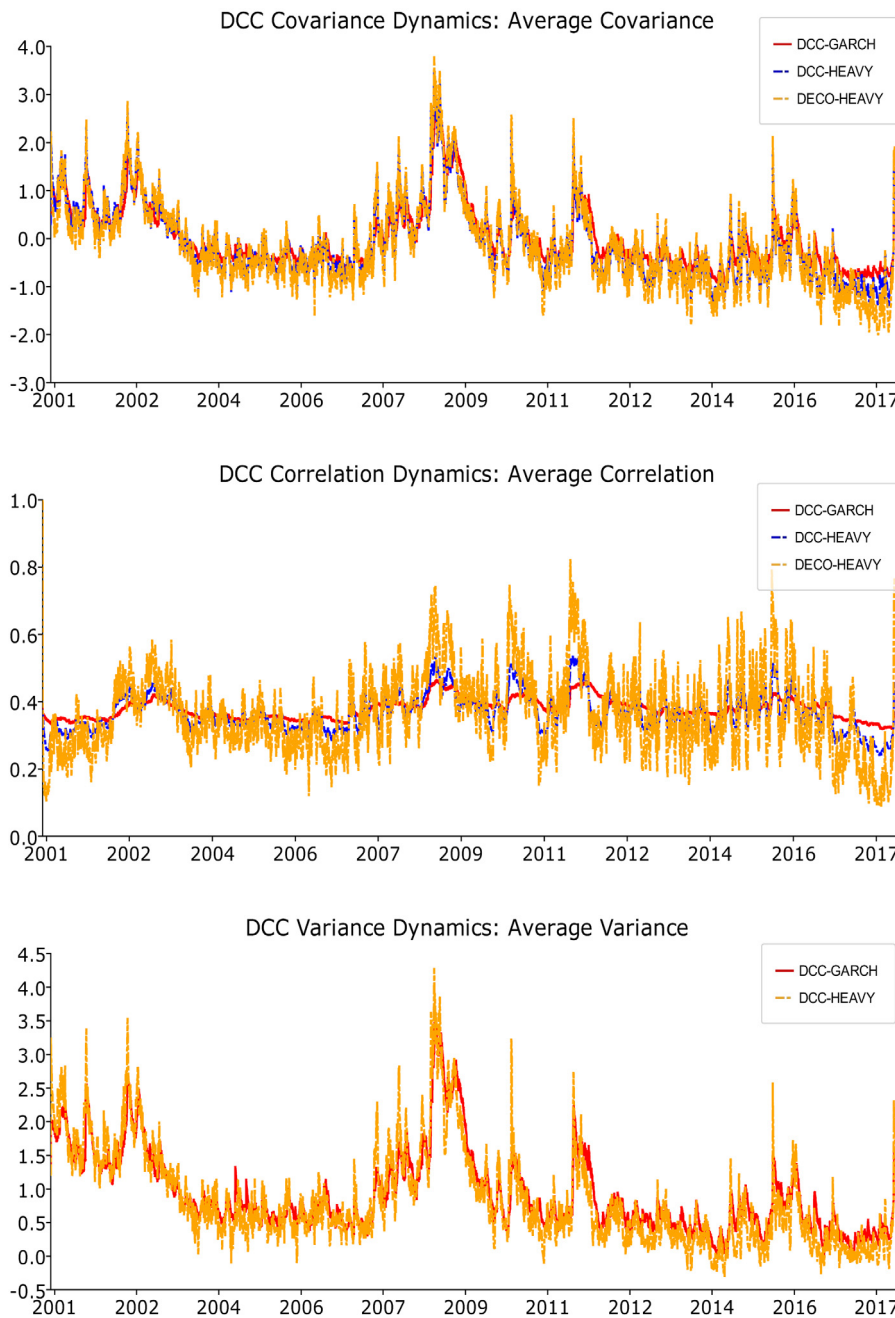 DCC Covariance Dynamics: Average Covariance
DCC-GARCH
DCC-HEAVY
DECO-HEAVY
4.0
3.0
2.0
1.0
0.0
-1.0
-2.0
-3.0
2001 2002 2004 2006 2007 2009 2011 2012 2014 2016 2017
DCC Correlation Dynamics: Average Correlation
DCC-GARCH
DCC-HEAVY
DECO-HEAVY
1.0
0.8
0.6
0.4
0.2
0.0
2001 2002 2004 2006 2007 2009 2011 2012 2014 2016 2017
DCC Variance Dynamics: Average Variance
DCC-GARCH
DCC-HEAVY
4.5
4.0
3.5
3.0
2.5
2.0
1.5
1.0
0.5
0.0
-0.5
2001 2002 2004 2006 2007 2009 2011 2012 2014 2016 2017